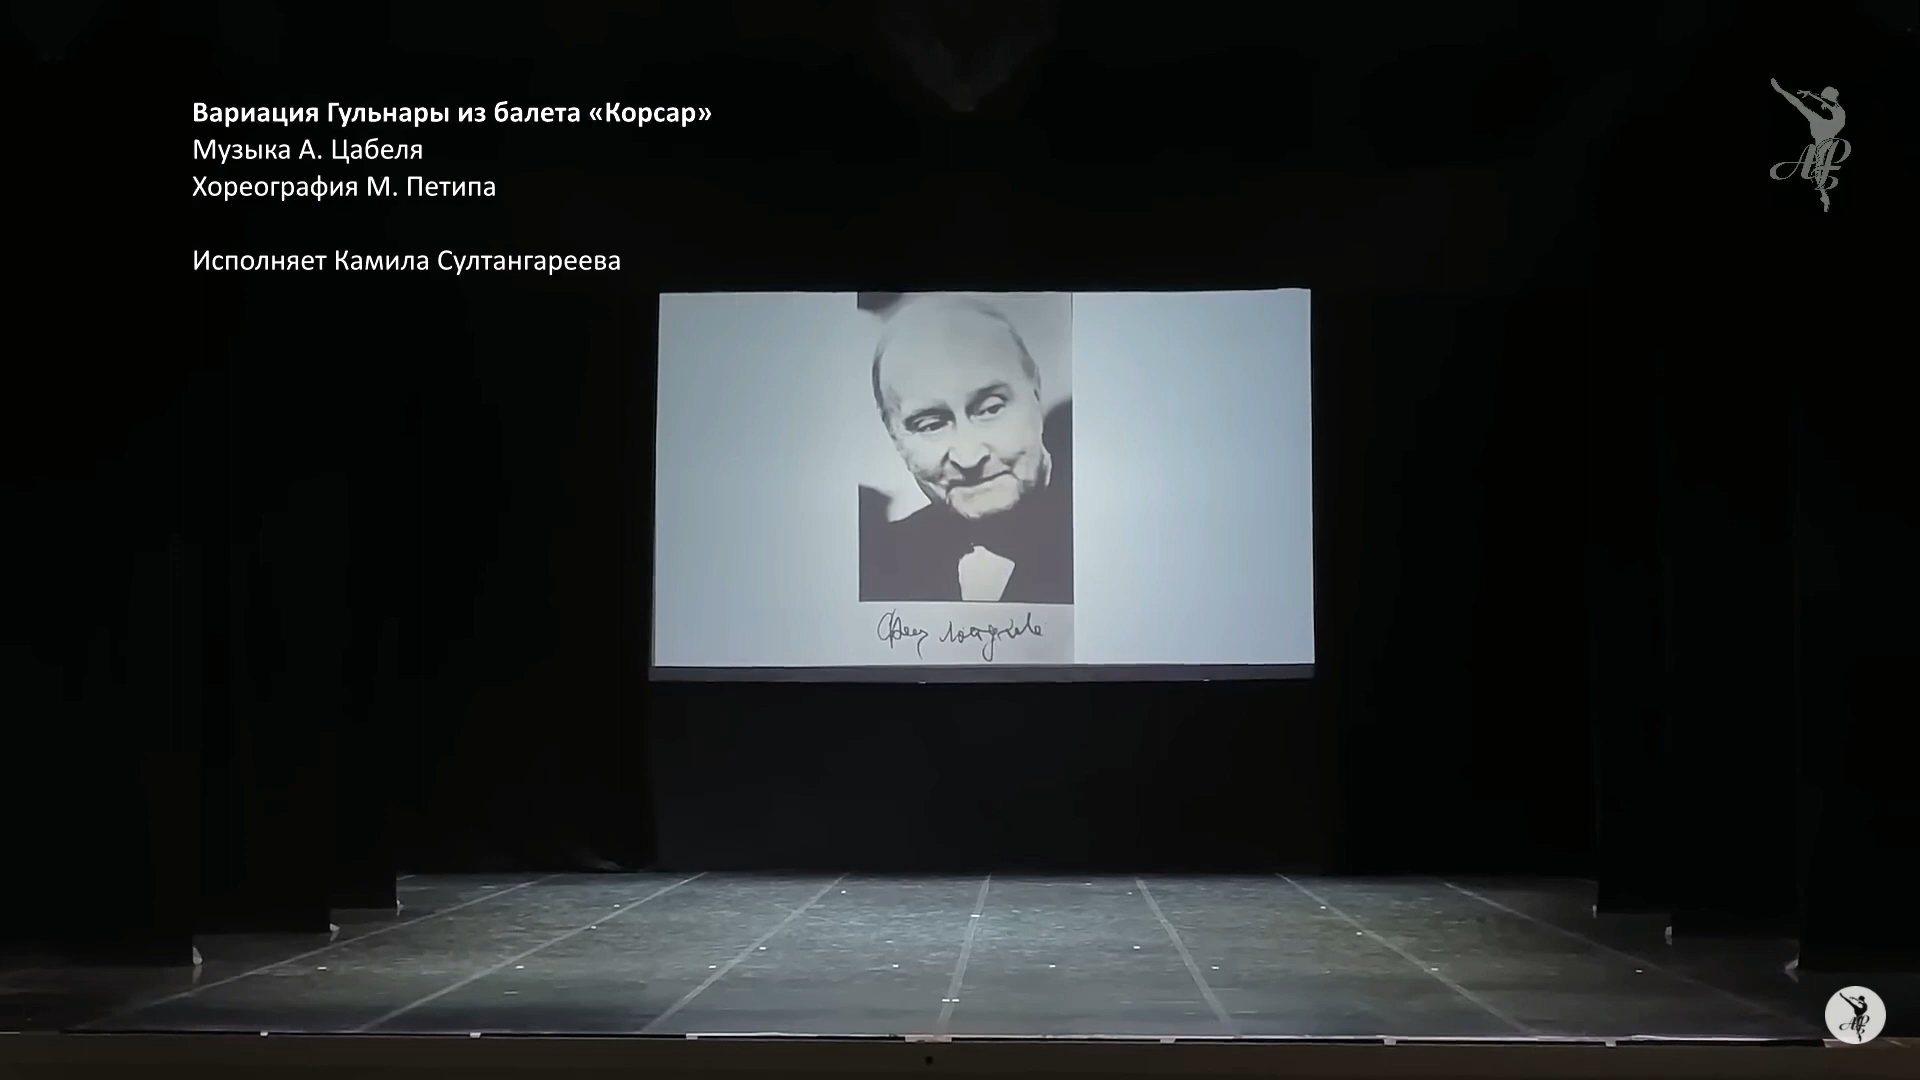 Вариация Гульнары из балета «Корсар»
Музыка А. Цабеля
Хореография М. Петипа
Исполняет Камила Султангареева